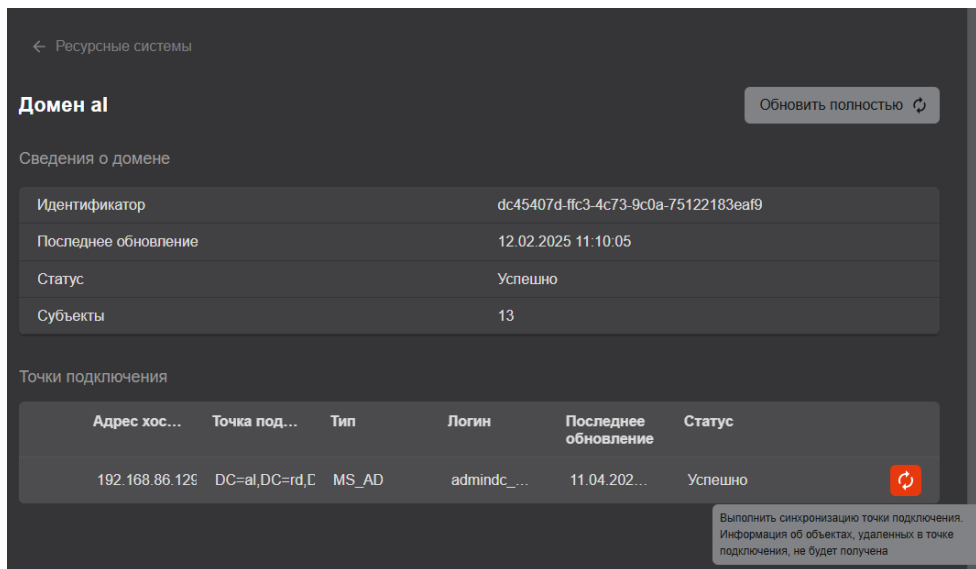 ← Ресурсные системы
Домен al
Обновить полностью
Сведения о домене
Идентификатор dc45407d-ffc3-4c73-9c0a-75122183eaf9
Последнее обновление 12.02.2025 11:10:05
Статус Успешно
Субъекты 13
Точки подключения
Адрес хос... Точка под... Тип Логин Последнее обновление Статус
192.168.86.129 DC=al,DC=rd,D MS_AD admindc_... 11.04.202... Успешно
Выполнить синхронизацию точки подключения.
Информация об объектах, удаленных в точке
подключения, не будет получена